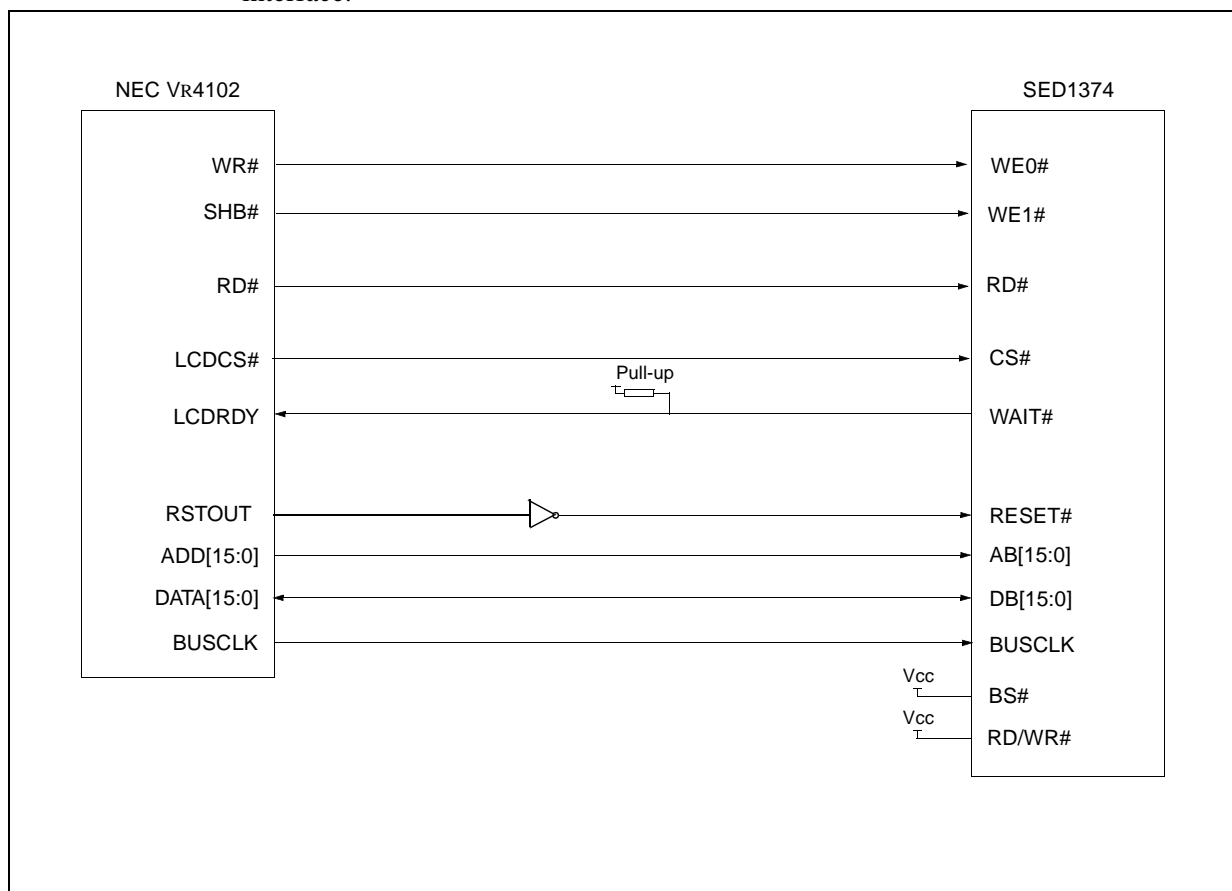 NEC VR4102 SED1374
WR# WE0#
SHB# WE1#
RD# RD#
LCDCS# CS#
Pull-up
LCDRDY WAIT#
RSTOUT RESET#
ADD[15:0] AB[15:0]
DATA[15:0] DB[15:0]
BUSCLK BUSCLK
Vcc
BS#
Vcc
RD/WR#